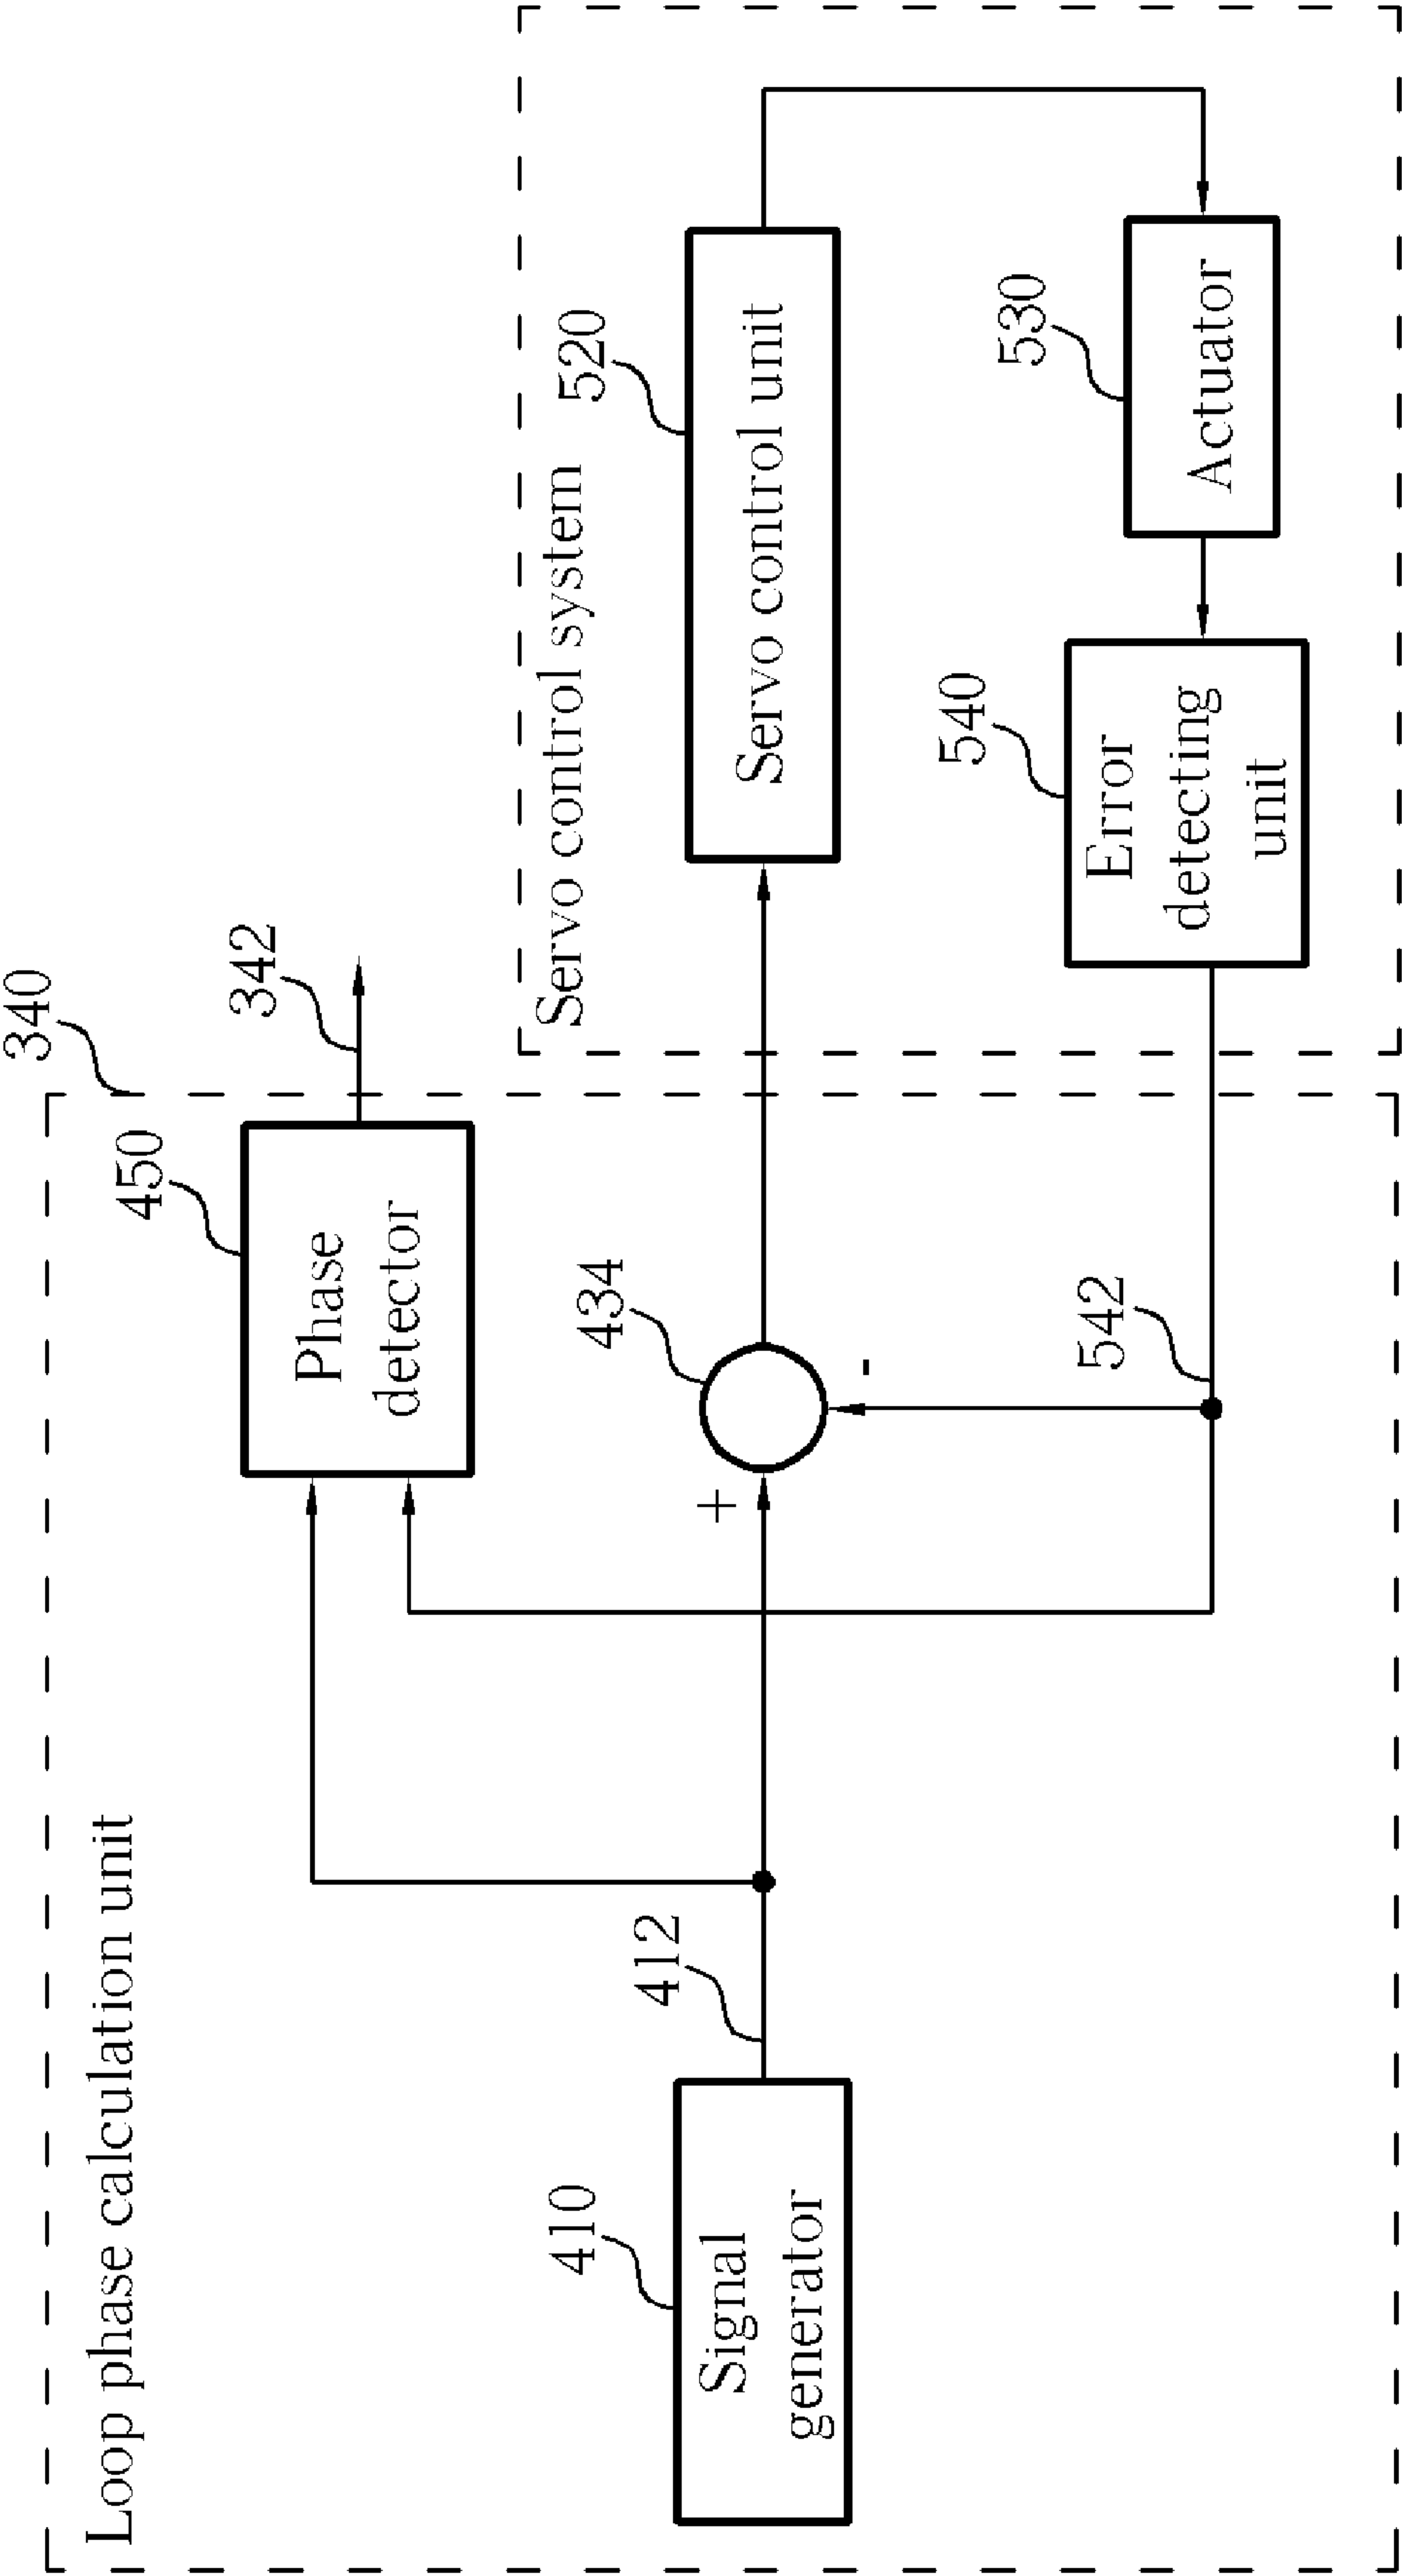 Loop phase calculation unit
340
450
Phase
detector
342
Servo control system
410
Signal
generator
412
+
434
-
520
Servo control unit
542
540
Error
detecting
unit
530
Actuator